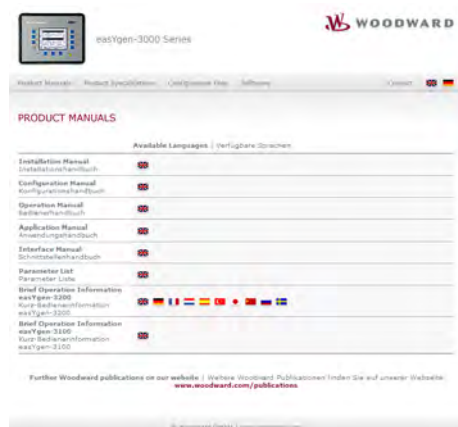 easYgen-3000 Series
WOODWARD
Product Manuals Product Specifications Configuration Files Software Contact
PRODUCT MANUALS
Available Languages | Verfügbare Sprachen
Installation Manual
Installationshandbuch
Configuration Manual
Konfigurationshandbuch
Operation Manual
Bedienerhandbuch
Application Manual
Anwendungshandbuch
Interface Manual
Schnittstellenhandbuch
Parameter List
Parameter Liste
Brief Operation Information
easYgen-3200
Kurz-Bedienerinformation
easYgen-3200
Brief Operation Information
easYgen-3100
Kurz-Bedienerinformation
easYgen-3100
Further Woodward publications on our website | Weitere Woodward Publikationen finden Sie auf unserer Webseite:
www.woodward.com/publications